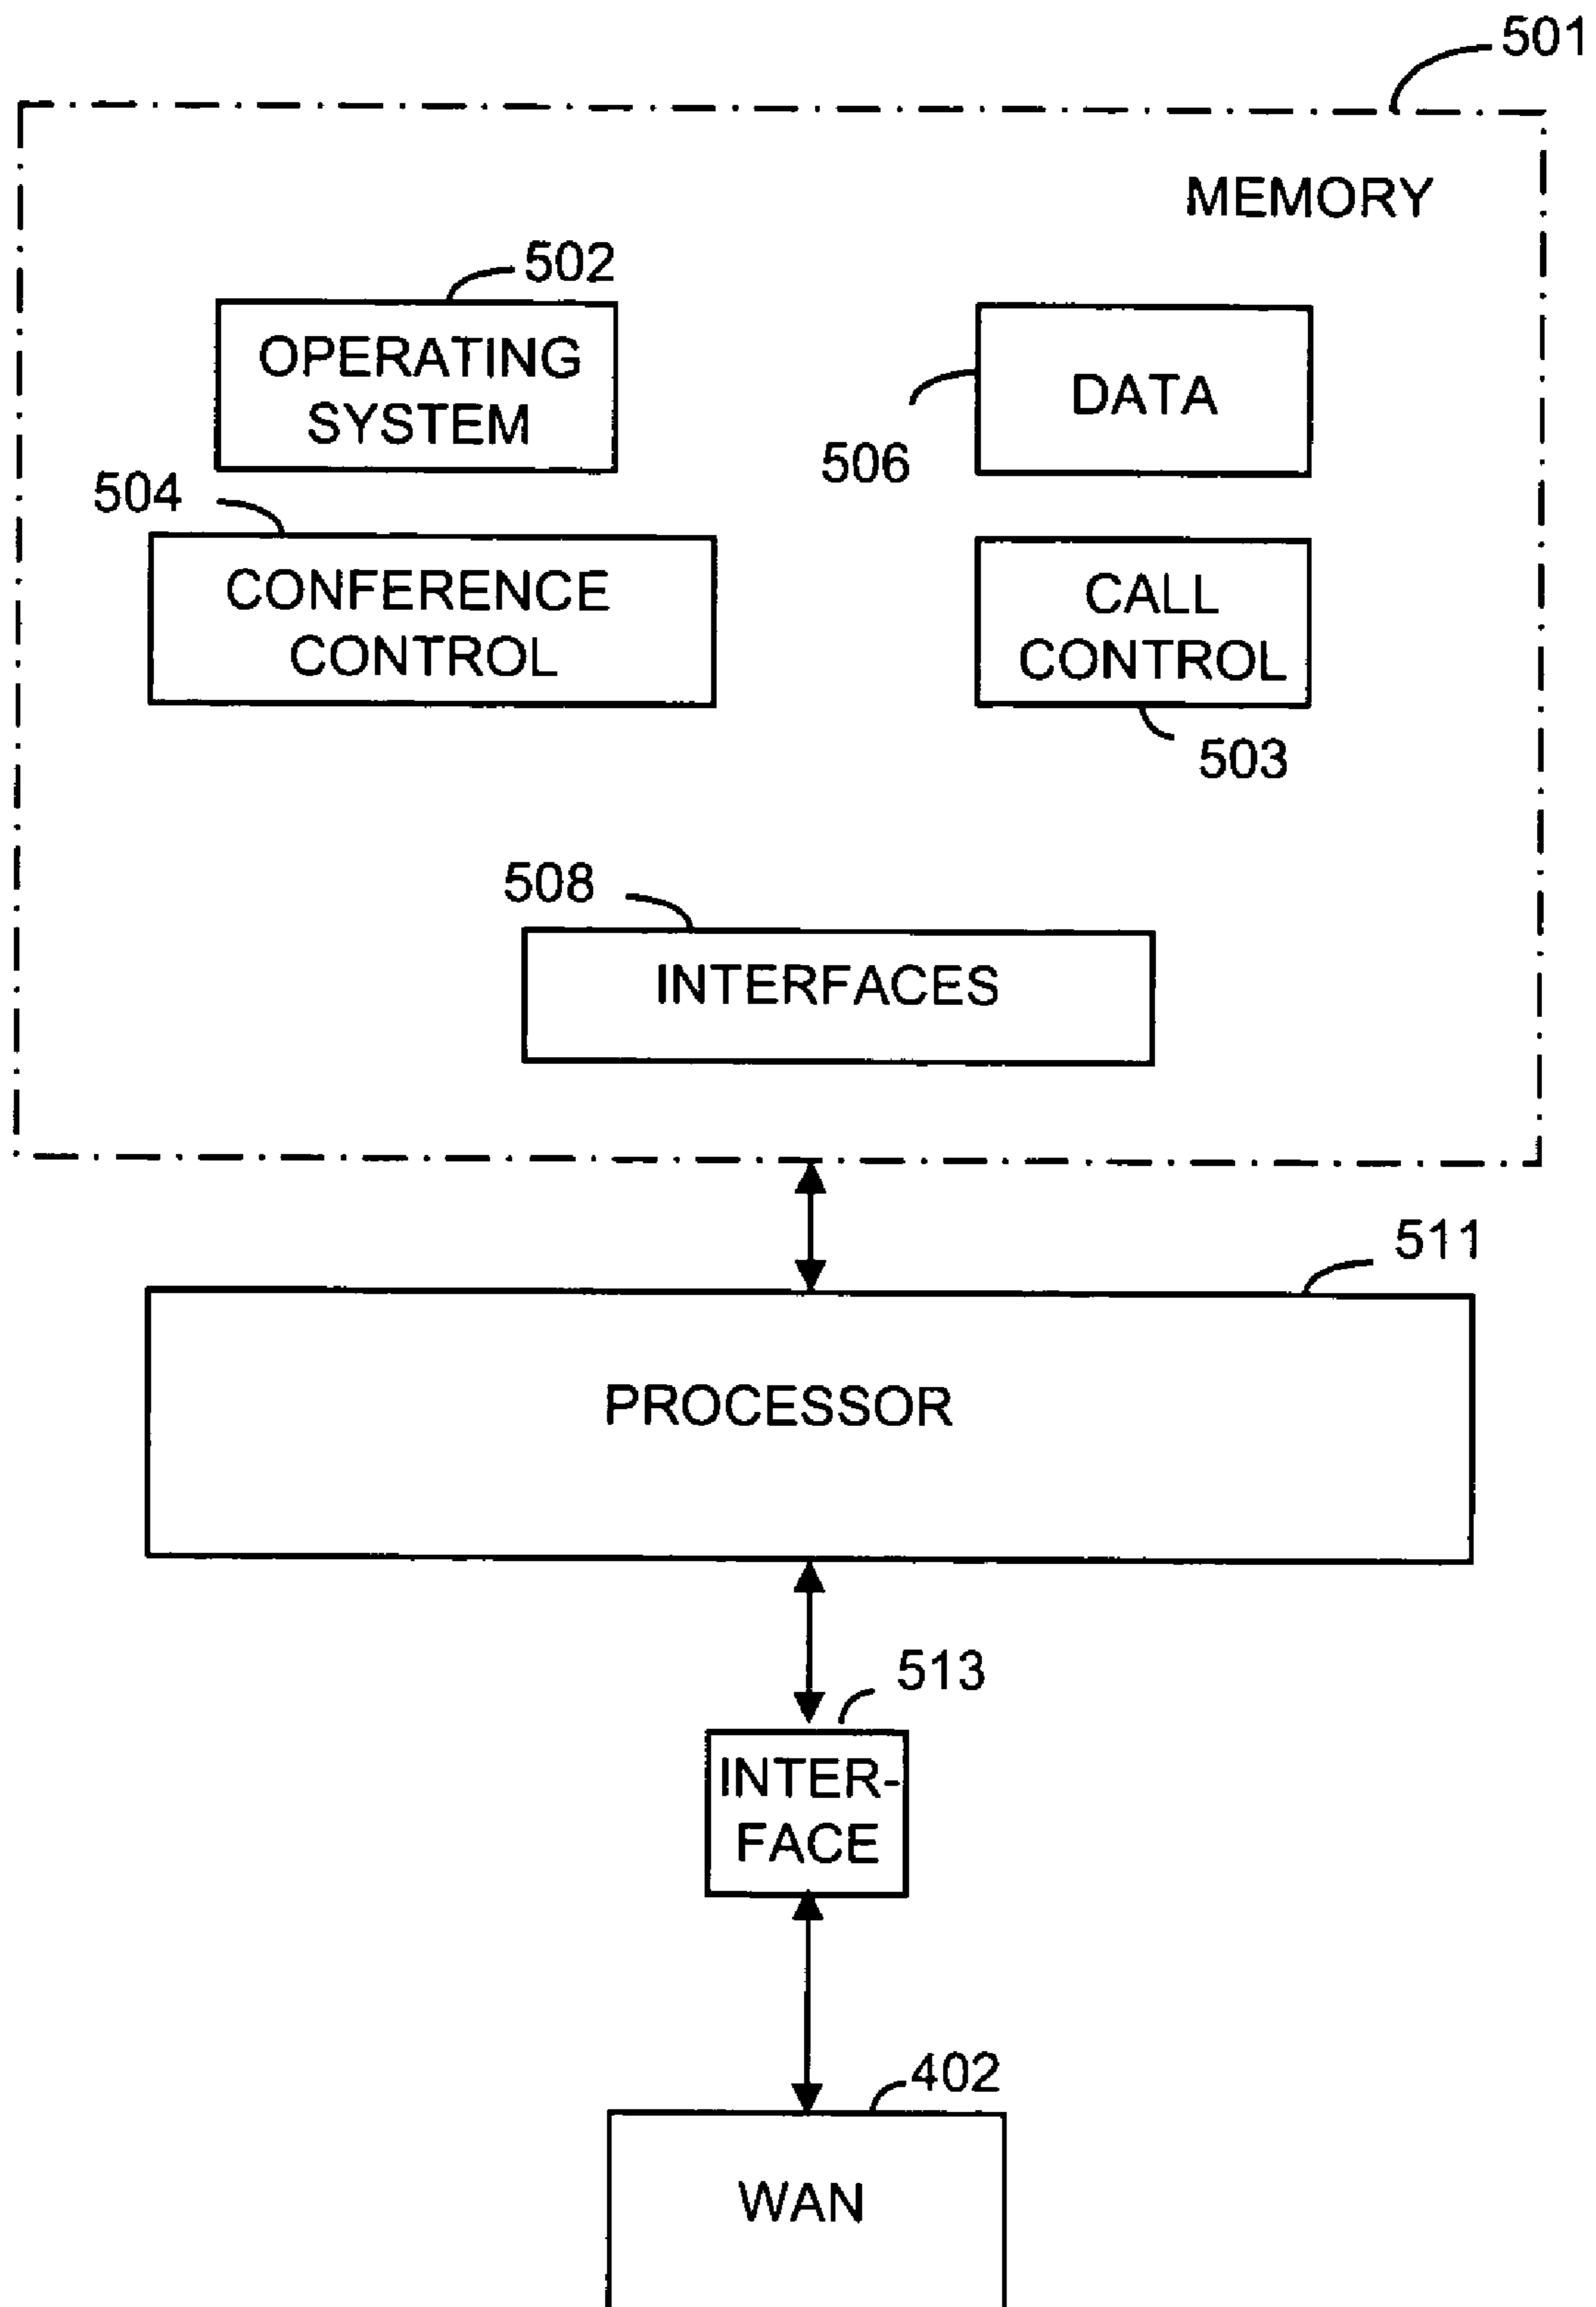 501
MEMORY
502
OPERATING
SYSTEM
DATA
506
504
CONFERENCE
CONTROL
CALL
CONTROL
503
508
INTERFACES
511
PROCESSOR
513
INTER-
FACE
402
WAN